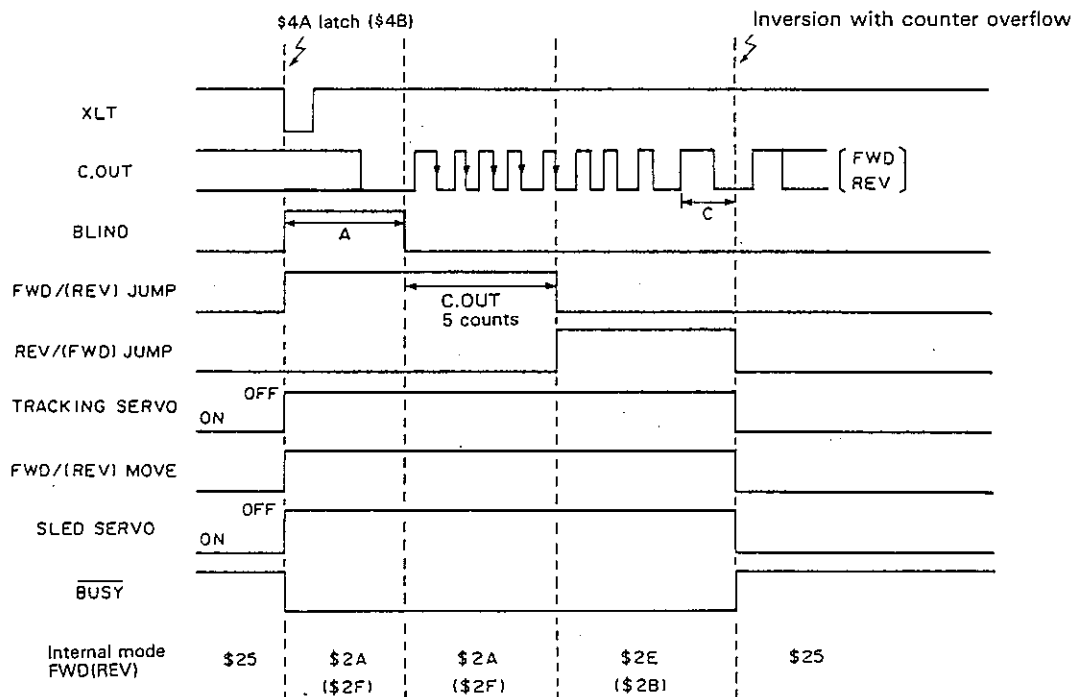 $4A latch ($4B)
Inversion with counter overflow
XLT
C.OUT
FWD
REV
C
BLIND
A
FWD/(REV) JUMP
C.OUT
5 counts
REV/(FWD) JUMP
OFF
TRACKING SERVO
ON
FWD/(REV) MOVE
OFF
SLED SERVO
ON
BUSY
Internal mode
FWD(REV)
$25
$2A
($2F)
$2A
($2F)
$2E
($2B)
$25